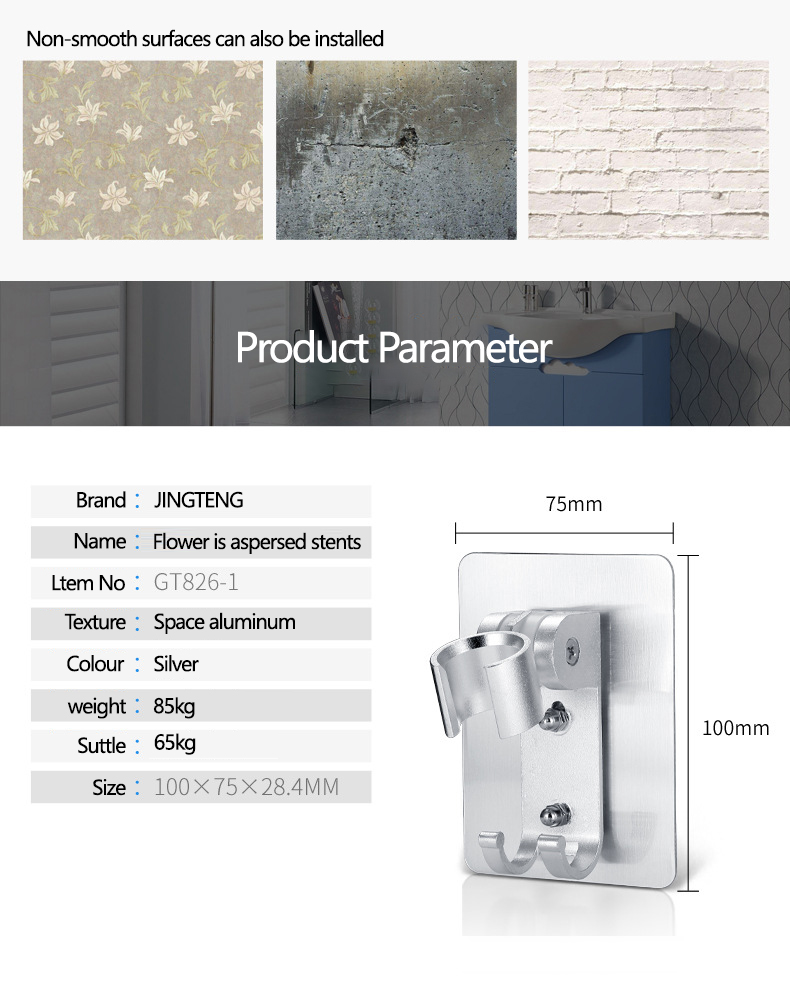 Non-smooth surfaces can also be installed
Product Parameter
Brand : JINGTENG
Name : Flower is aspersed stents
Ltem No : GT826-1
Texture : Space aluminum
Colour : Silver
weight : 85kg
Suttle : 65kg
Size : 100×75×28.4MM
75mm
100mm